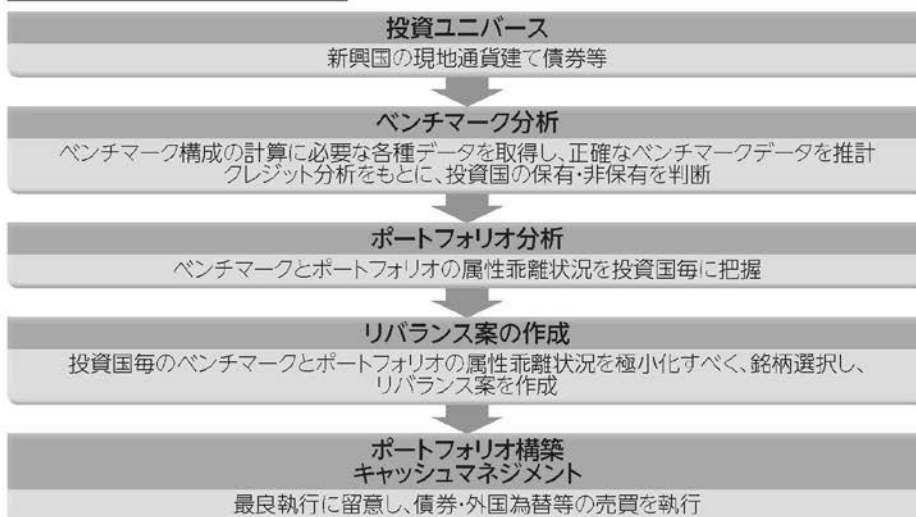 投資ユニバース
新興国の現地通貨建て債券等
ベンチマーク分析
ベンチマーク構成の計算に必要な各種データを取得し、正確なベンチマークデータを推計
クレジット分析をもとに、投資国の保有・非保有を判断
ポートフォリオ分析
ベンチマークとポートフォリオの属性乖離状況を投資国毎に把握
リバランス案の作成
投資国毎のベンチマークとポートフォリオの属性乖離状況を極小化すべく、銘柄選択し、
リバランス案を作成
ポートフォリオ構築
キャッシュマネジメント
最良執行に留意し、債券・外国為替等の売買を執行